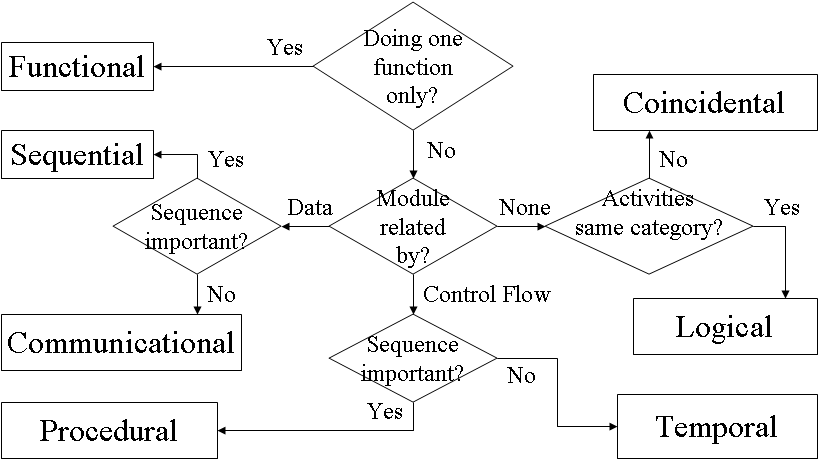 Doing one
function
only?
Yes
Functional
No
Coincidental
Sequential
Yes
No
Module
related
by?
Data
None
Sequence
important?
Activities
same category?
Yes
No
Control Flow
Logical
Communicational
Sequence
important?
No
Yes
Procedural
Temporal